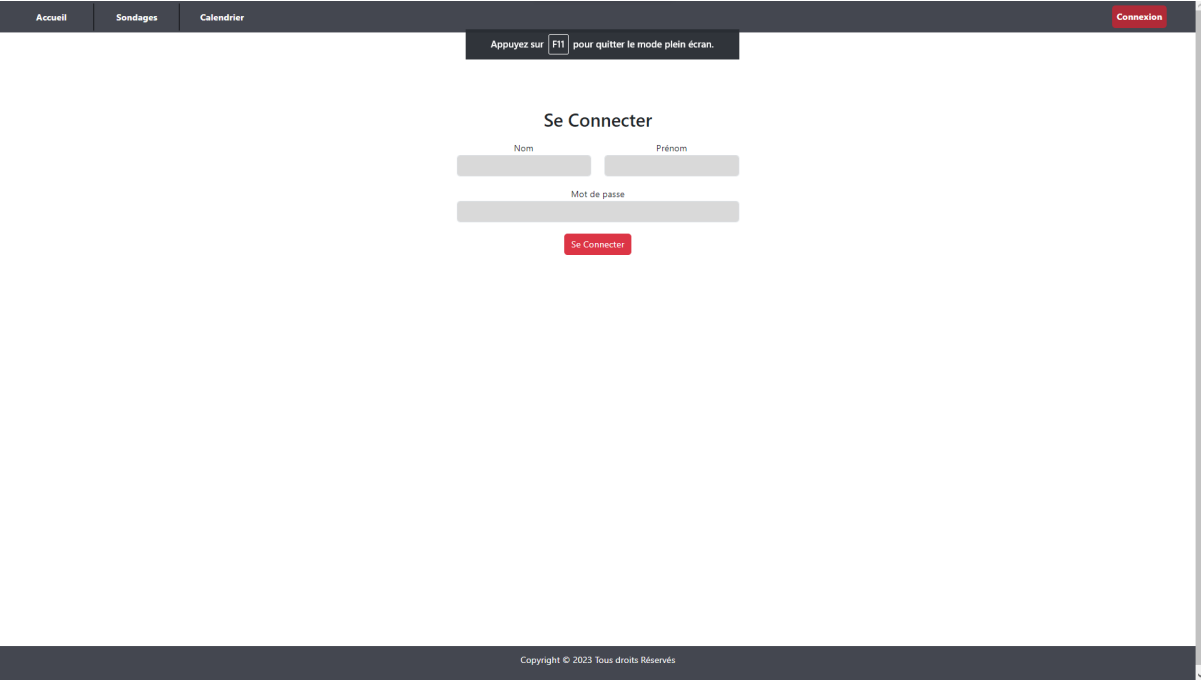 Accueil Sondages Calendrier Connexion
Appuyez sur F11 pour quitter le mode plein écran.
Se Connecter
Nom Prénom
Mot de passe
Se Connecter
Copyright © 2023 Tous droits Réservés